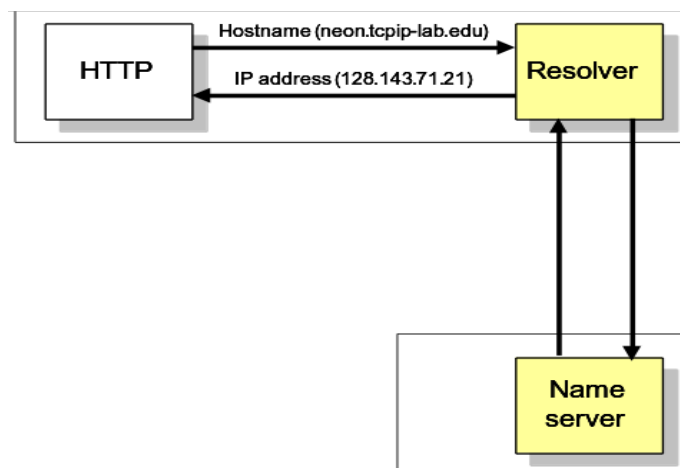 Hostname (neon.tcpip-lab.edu)
HTTP
Resolver
IP address (128.143.71.21)
Name
server